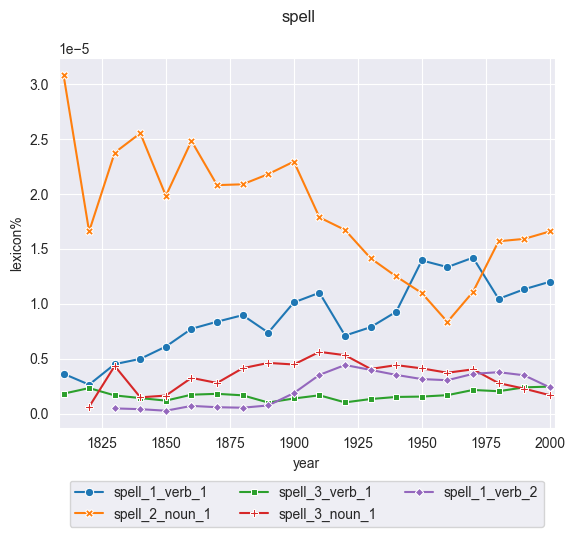 spell
1e−5
3.0
2.5
2.0
1.5
1.0
0.5
0.0
lexicon%
1825 1850 1875 1900 1925 1950 1975 2000
year
spell_1_verb_1 spell_3_verb_1 spell_1_verb_2
spell_2_noun_1 spell_3_noun_1